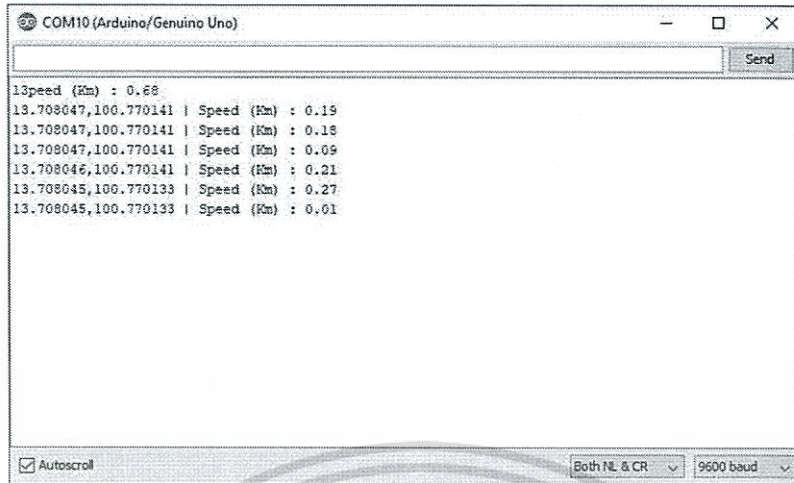 COM10 (Arduino/Genuino Uno)
Send
13peed (Km) : 0.68
13.708047,100.770141 | Speed (Km) : 0.19
13.708047,100.770141 | Speed (Km) : 0.18
13.708047,100.770141 | Speed (Km) : 0.09
13.708046,100.770141 | Speed (Km) : 0.21
13.708045,100.770133 | Speed (Km) : 0.27
13.708045,100.770133 | Speed (Km) : 0.01
Autoscroll
Both NL & CR
9600 baud